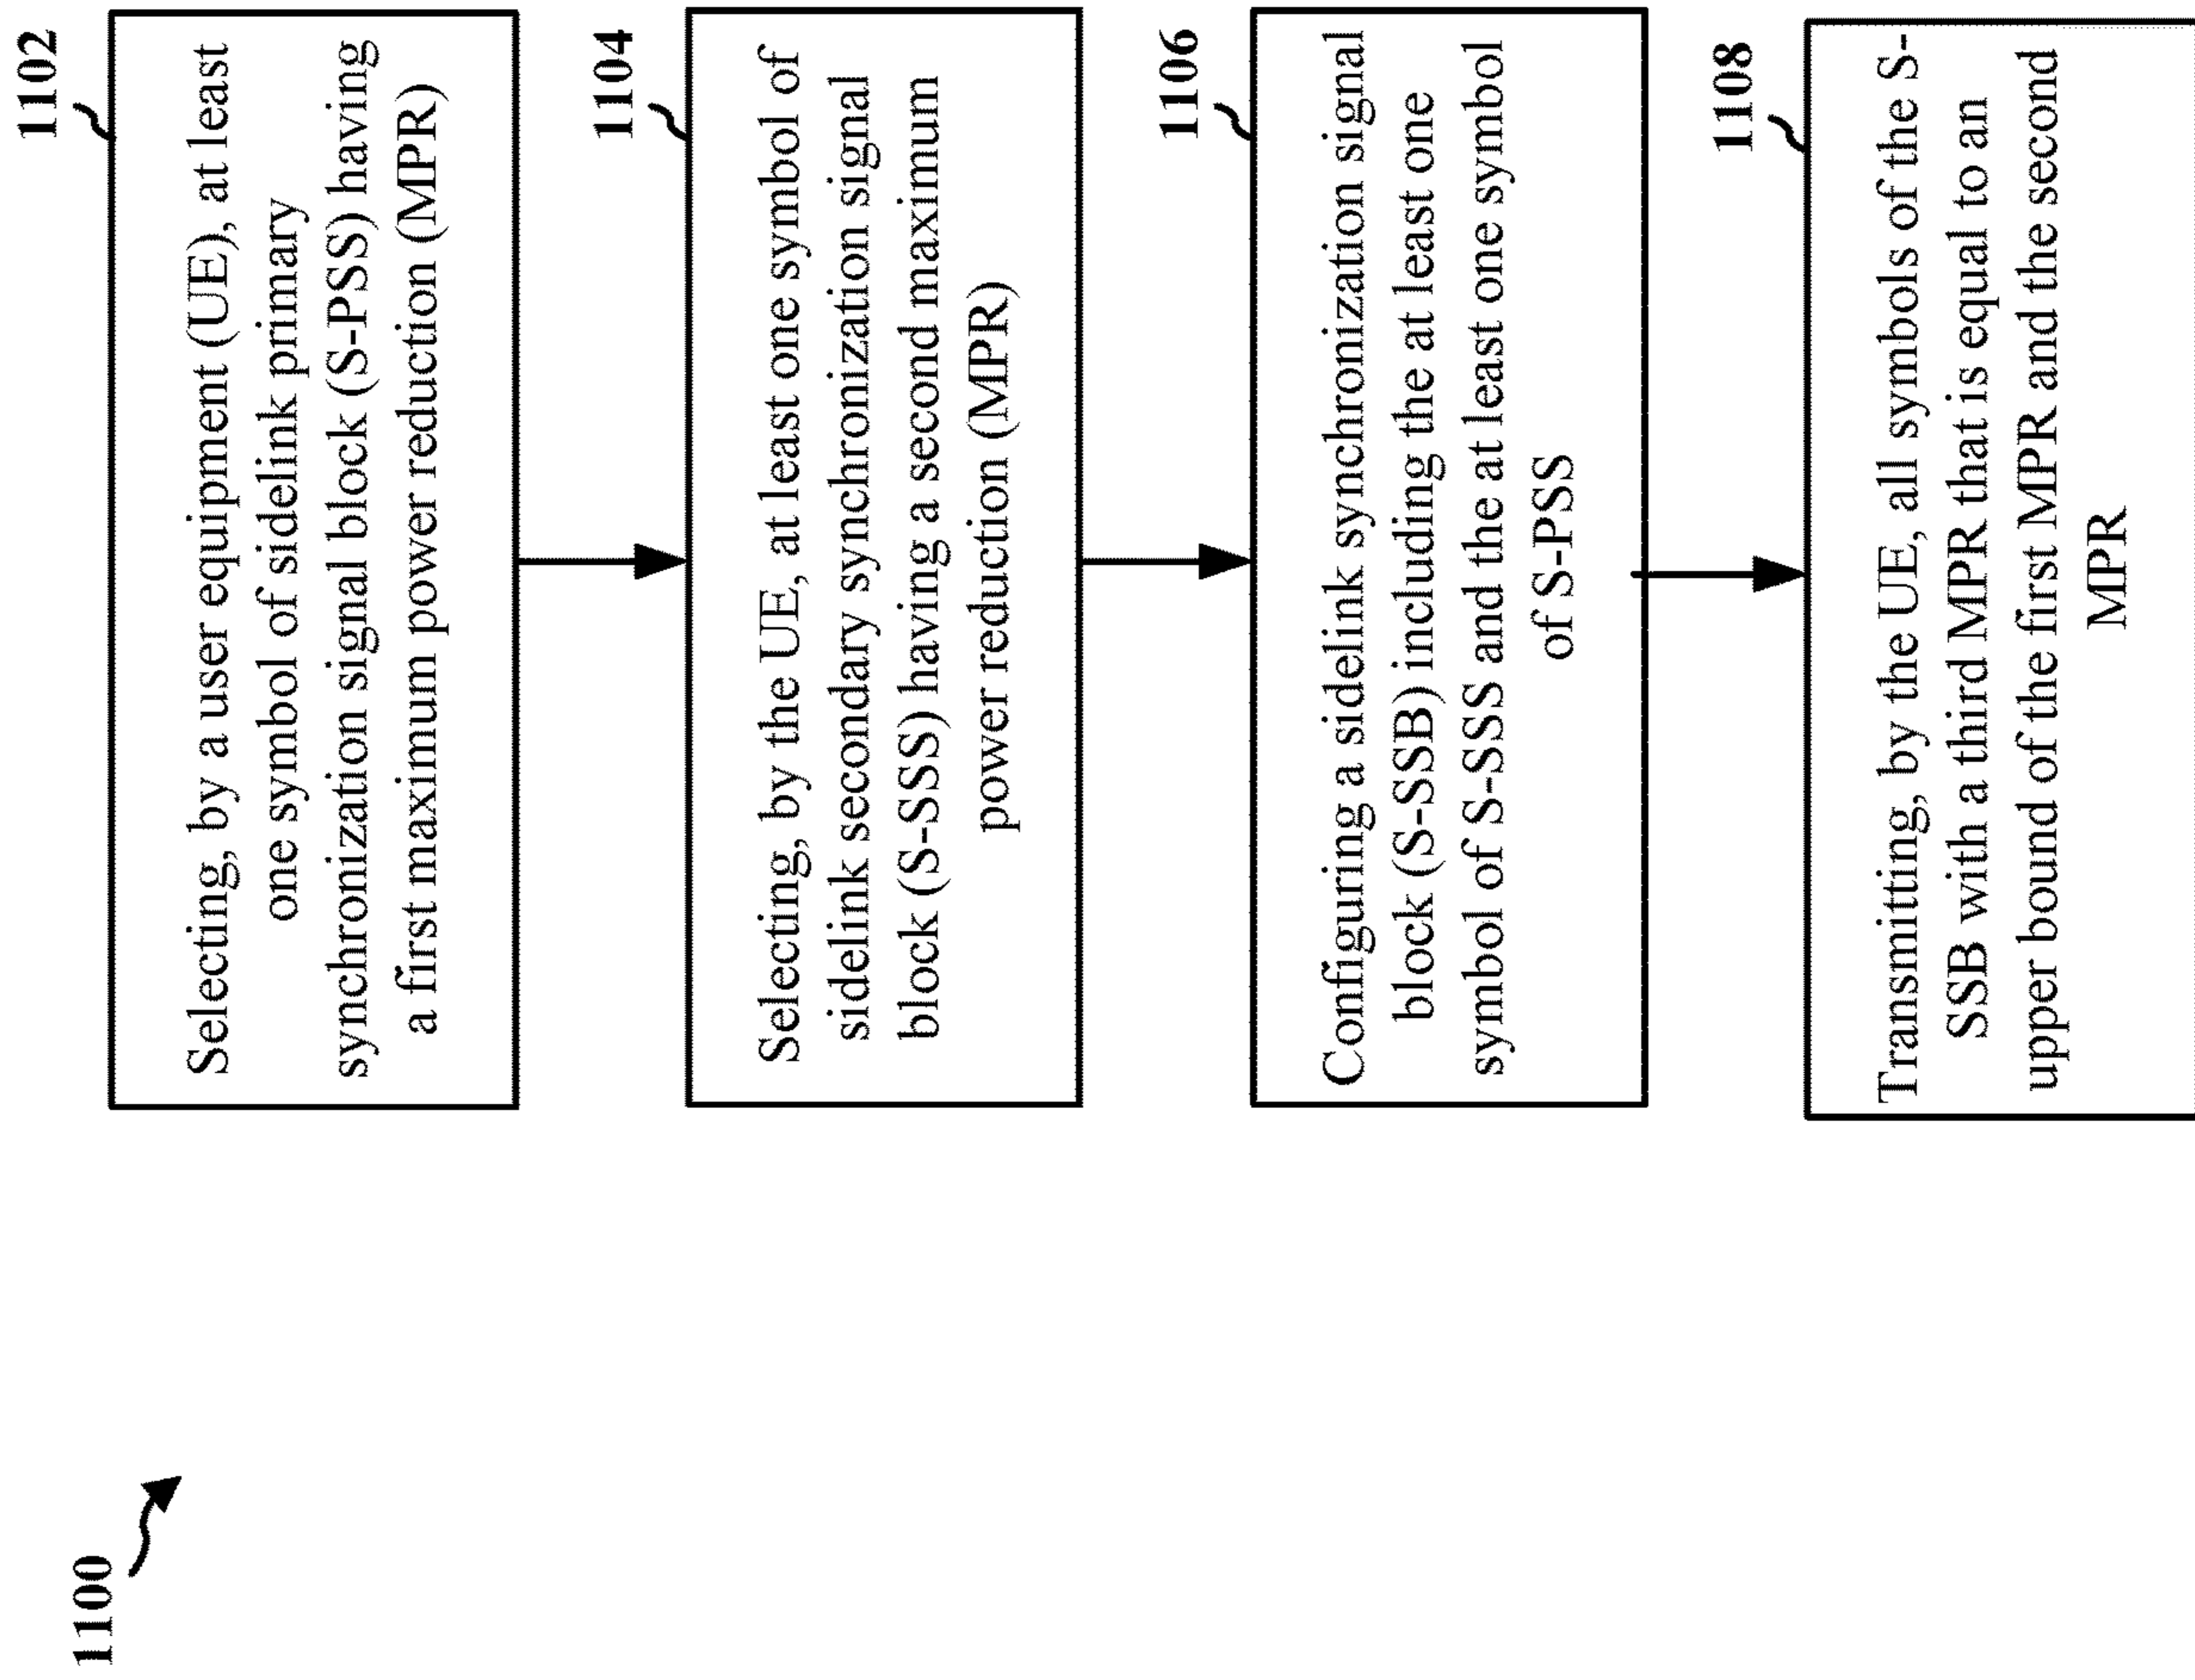 1100
1102
Selecting, by a user equipment (UE), at least
one symbol of sidelink primary
synchronization signal block (S-PSS) having
a first maximum power reduction (MPR)
1104
Selecting, by the UE, at least one symbol of
sidelink secondary synchronization signal
block (S-SSS) having a second maximum
power reduction (MPR)
1106
Configuring a sidelink synchronization signal
block (S-SSB) including the at least one
symbol of S-SSS and the at least one symbol
of S-PSS
1108
Transmitting, by the UE, all symbols of the S-
SSB with a third MPR that is equal to an
upper bound of the first MPR and the second
MPR